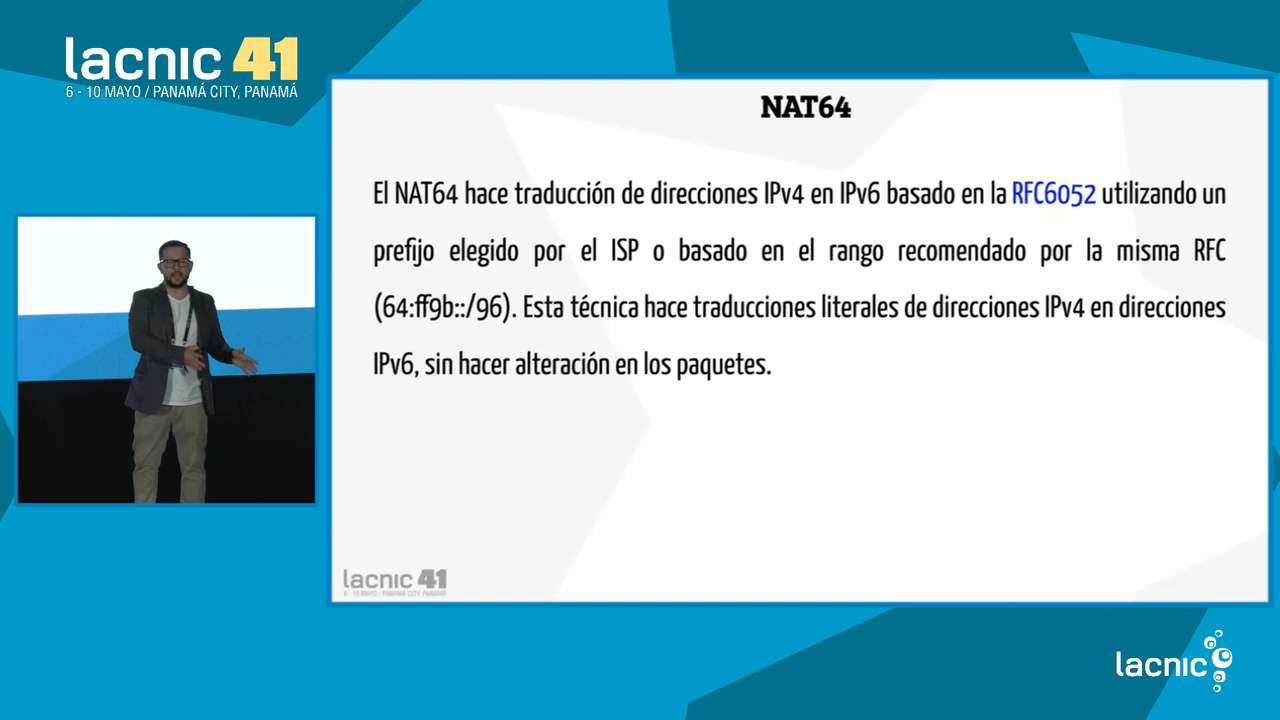 lacnic 41
6 - 10 MAYO / PANAMÁ CITY, PANAMÁ
NAT64
El NAT64 hace traducción de direcciones IPv4 en IPv6 basado en la RFC6052 utilizando un
prefijo elegido por el ISP o basado en el rango recomendado por la misma RFC
(64:ff9b::/96). Esta técnica hace traducciones literales de direcciones IPv4 en direcciones
IPv6, sin hacer alteración en los paquetes.
lacnic 41
6 - 10 MAYO / PANAMA CITY, PANAMÁ
lacnic